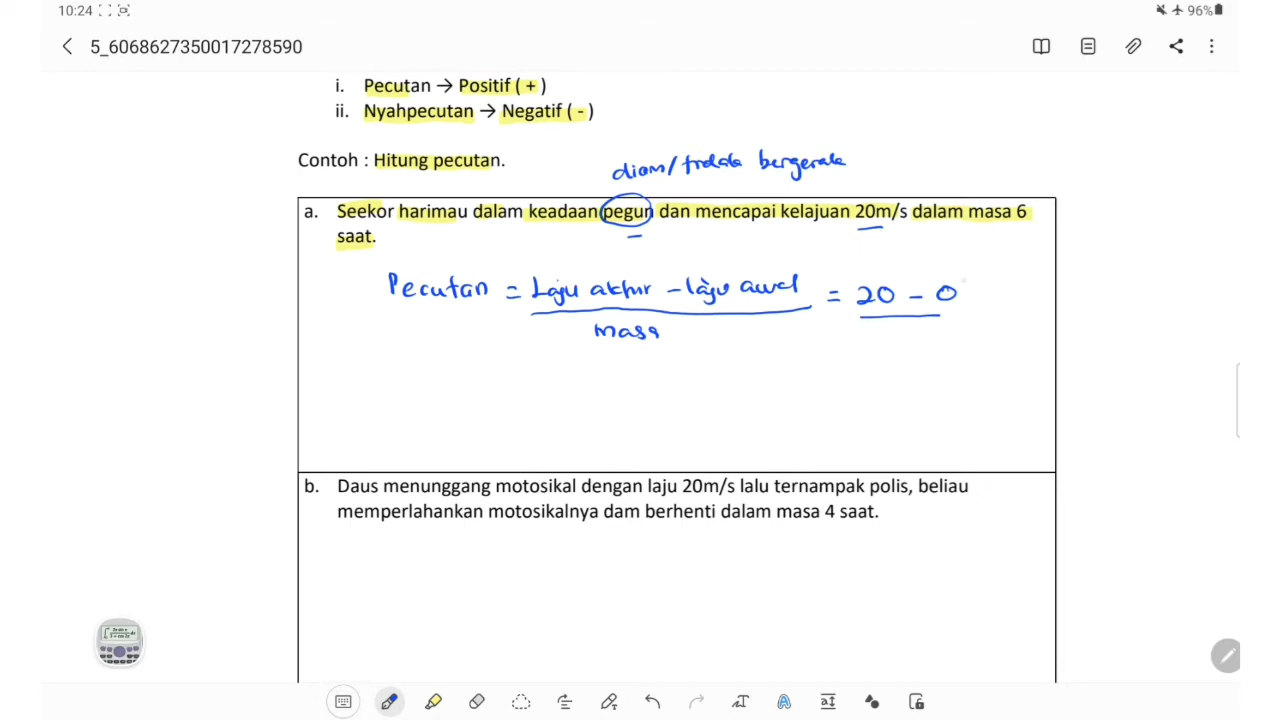 10:24
96%
5_6068627350017278590
i. Pecutan → Positif ( + )
ii. Nyahpecutan → Negatif ( - )
Contoh : Hitung pecutan.
diam/tidak bergerak
a. Seekor harimau dalam keadaan pegun dan mencapai kelajuan 20m/s dalam masa 6
saat.
Pecutan = Laju akhir - laju awal = 20 - 0
masa
b. Daus menunggang motosikal dengan laju 20m/s lalu ternampak polis, beliau
memperlahankan motosikalnya dam berhenti dalam masa 4 saat.